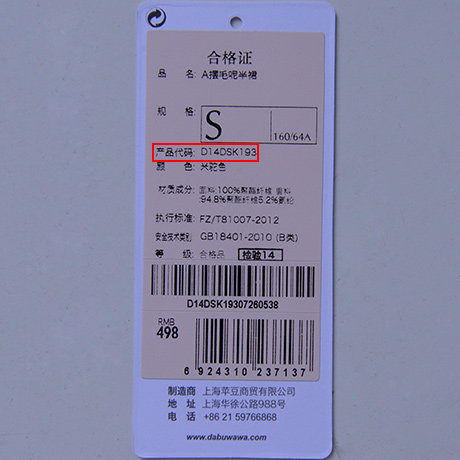 合格证
品 名: A摆毛呢半裙
规 格:
S 160/64A
产品代码: D14DSK193
颜 色: 米驼色
材质成分: 面料:100%聚酯纤维 里料
:94.8%聚酯纤维5.2%氨纶
执行标准: FZ/T81007-2012
安全技术类别: GB18401-2010 (B类)
等 级: 合格品 检验14
D14DSK19307260538
RMB
498
6 924310 237137
制造商 上海苹豆商贸有限公司
地 址 上海华徐公路988号
电 话 +86 21 59766868
www.dabuwawa.com